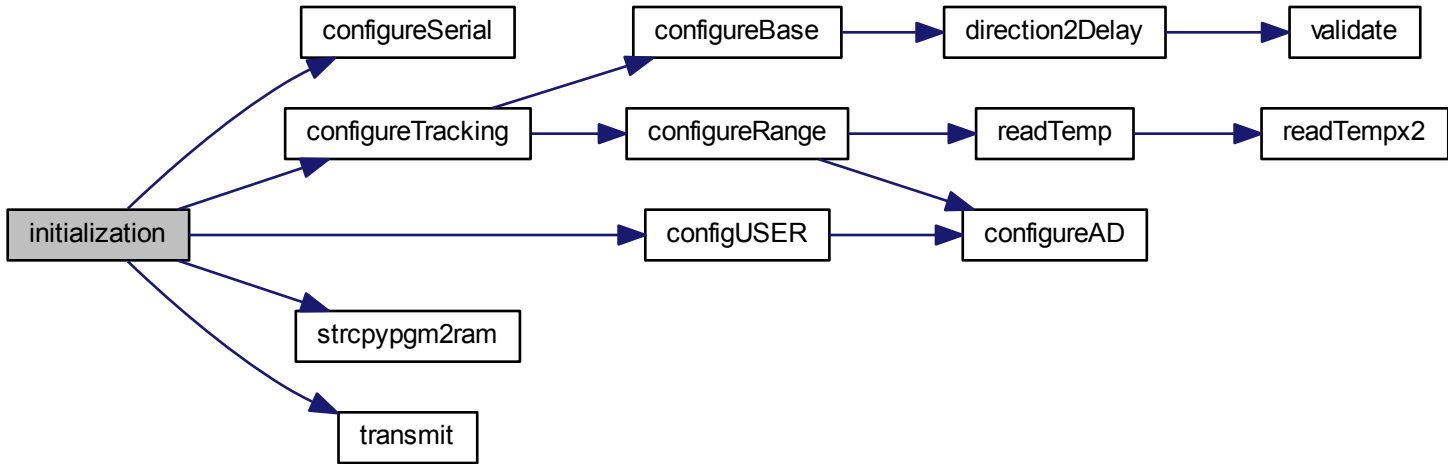 configureSerial
configureBase
direction2Delay
validate
configureTracking
configureRange
readTemp
readTempx2
initialization
configUSER
configureAD
strcpypgm2ram
transmit